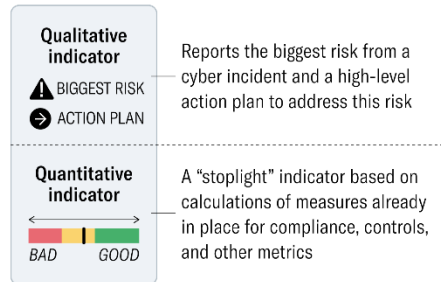 Qualitative
indicator
BIGGEST RISK
ACTION PLAN
Reports the biggest risk from a
cyber incident and a high-level
action plan to address this risk
Quantitative
indicator
BAD GOOD
A “stoplight” indicator based on
calculations of measures already
in place for compliance, controls,
and other metrics